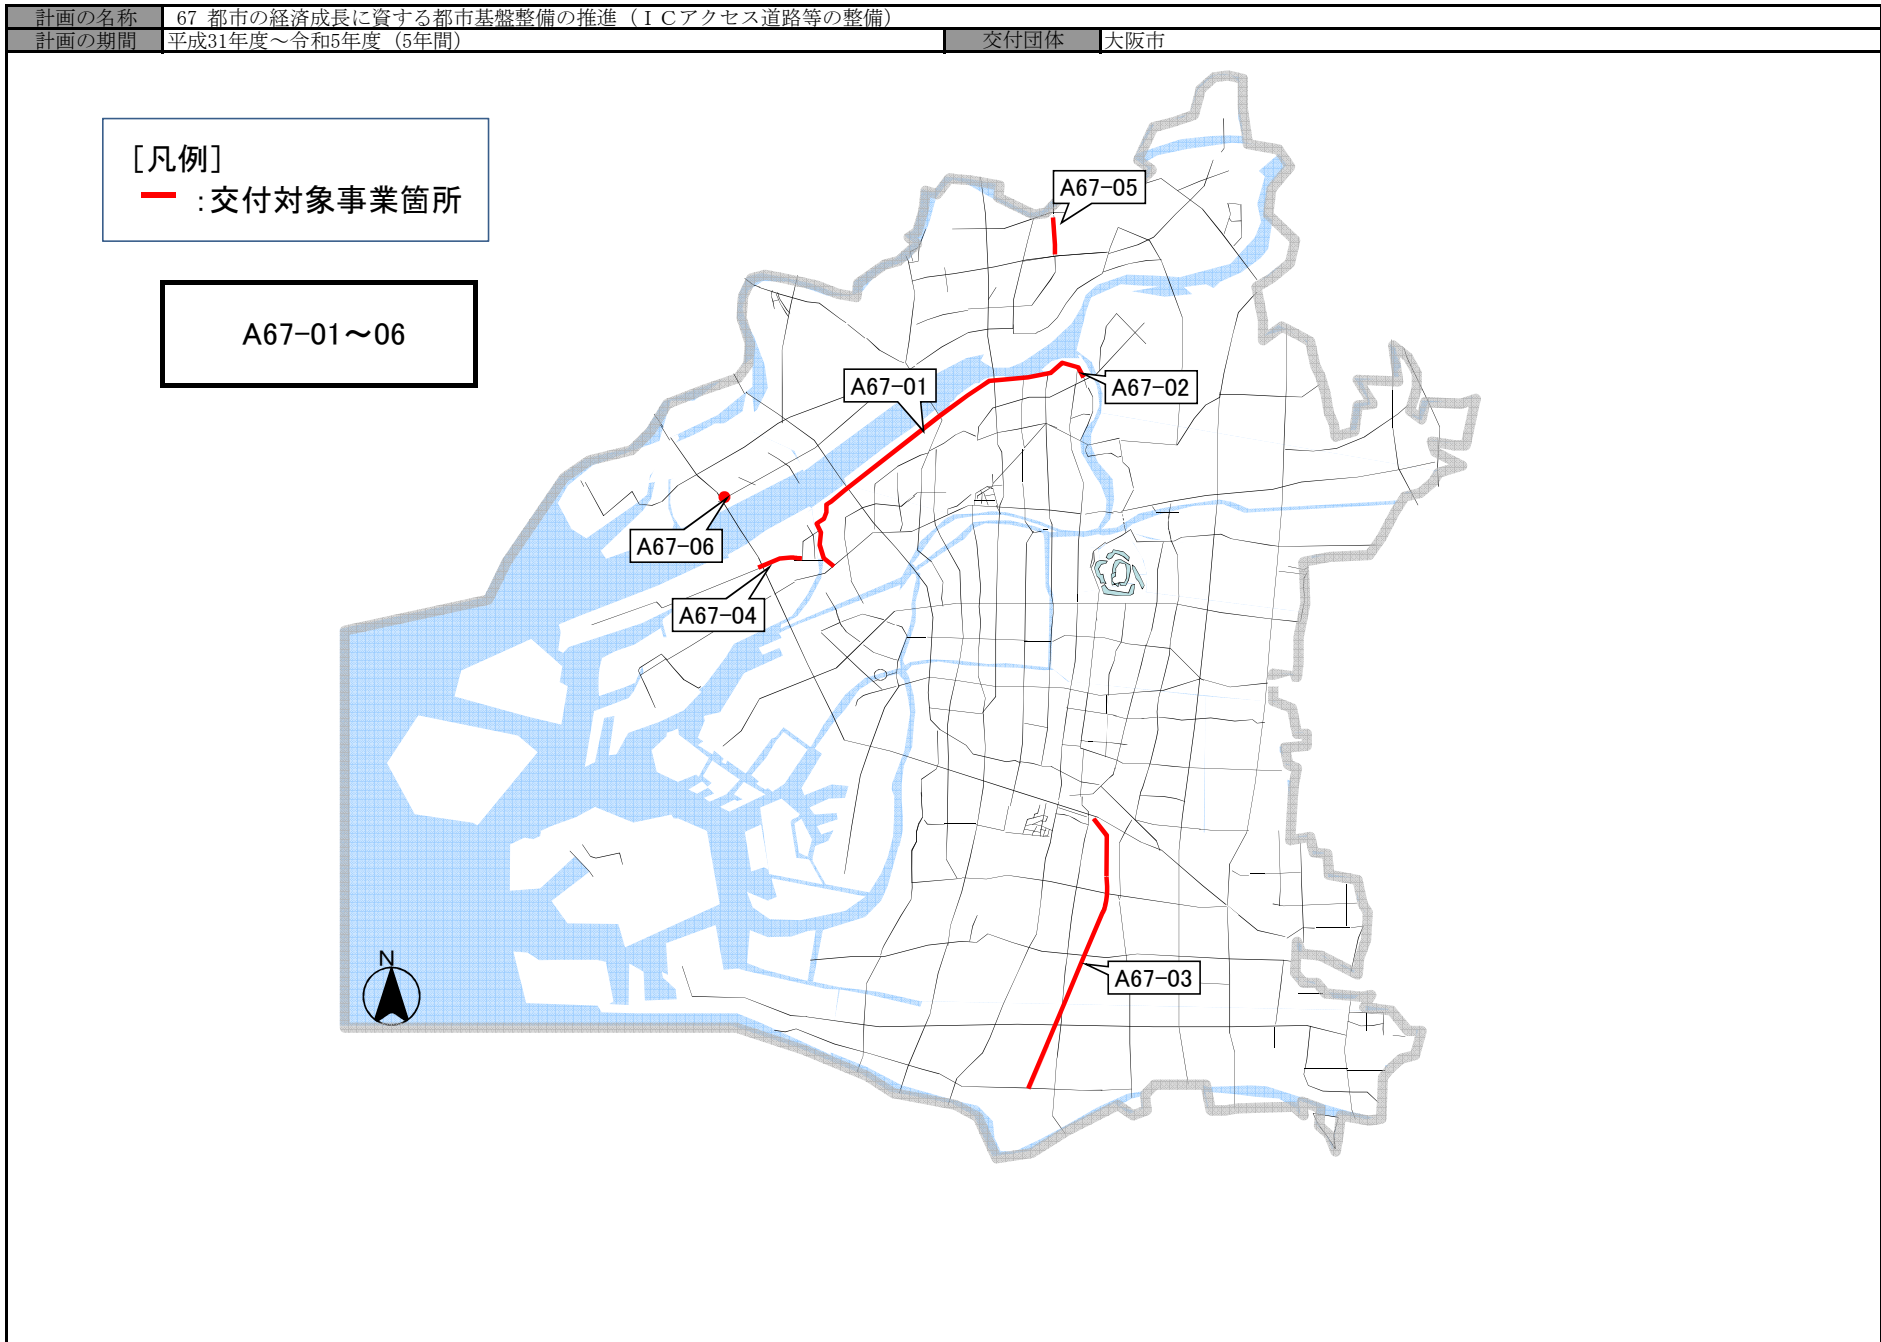 計画の名称 67 都市の経済成長に資する都市基盤整備の推進（ＩＣアクセス道路等の整備）
計画の期間 平成31年度～令和5年度（5年間） 交付団体 大阪市
［凡例］
：交付対象事業箇所
A67-01～06
A67-05
A67-01
A67-02
A67-06
A67-04
A67-03
N